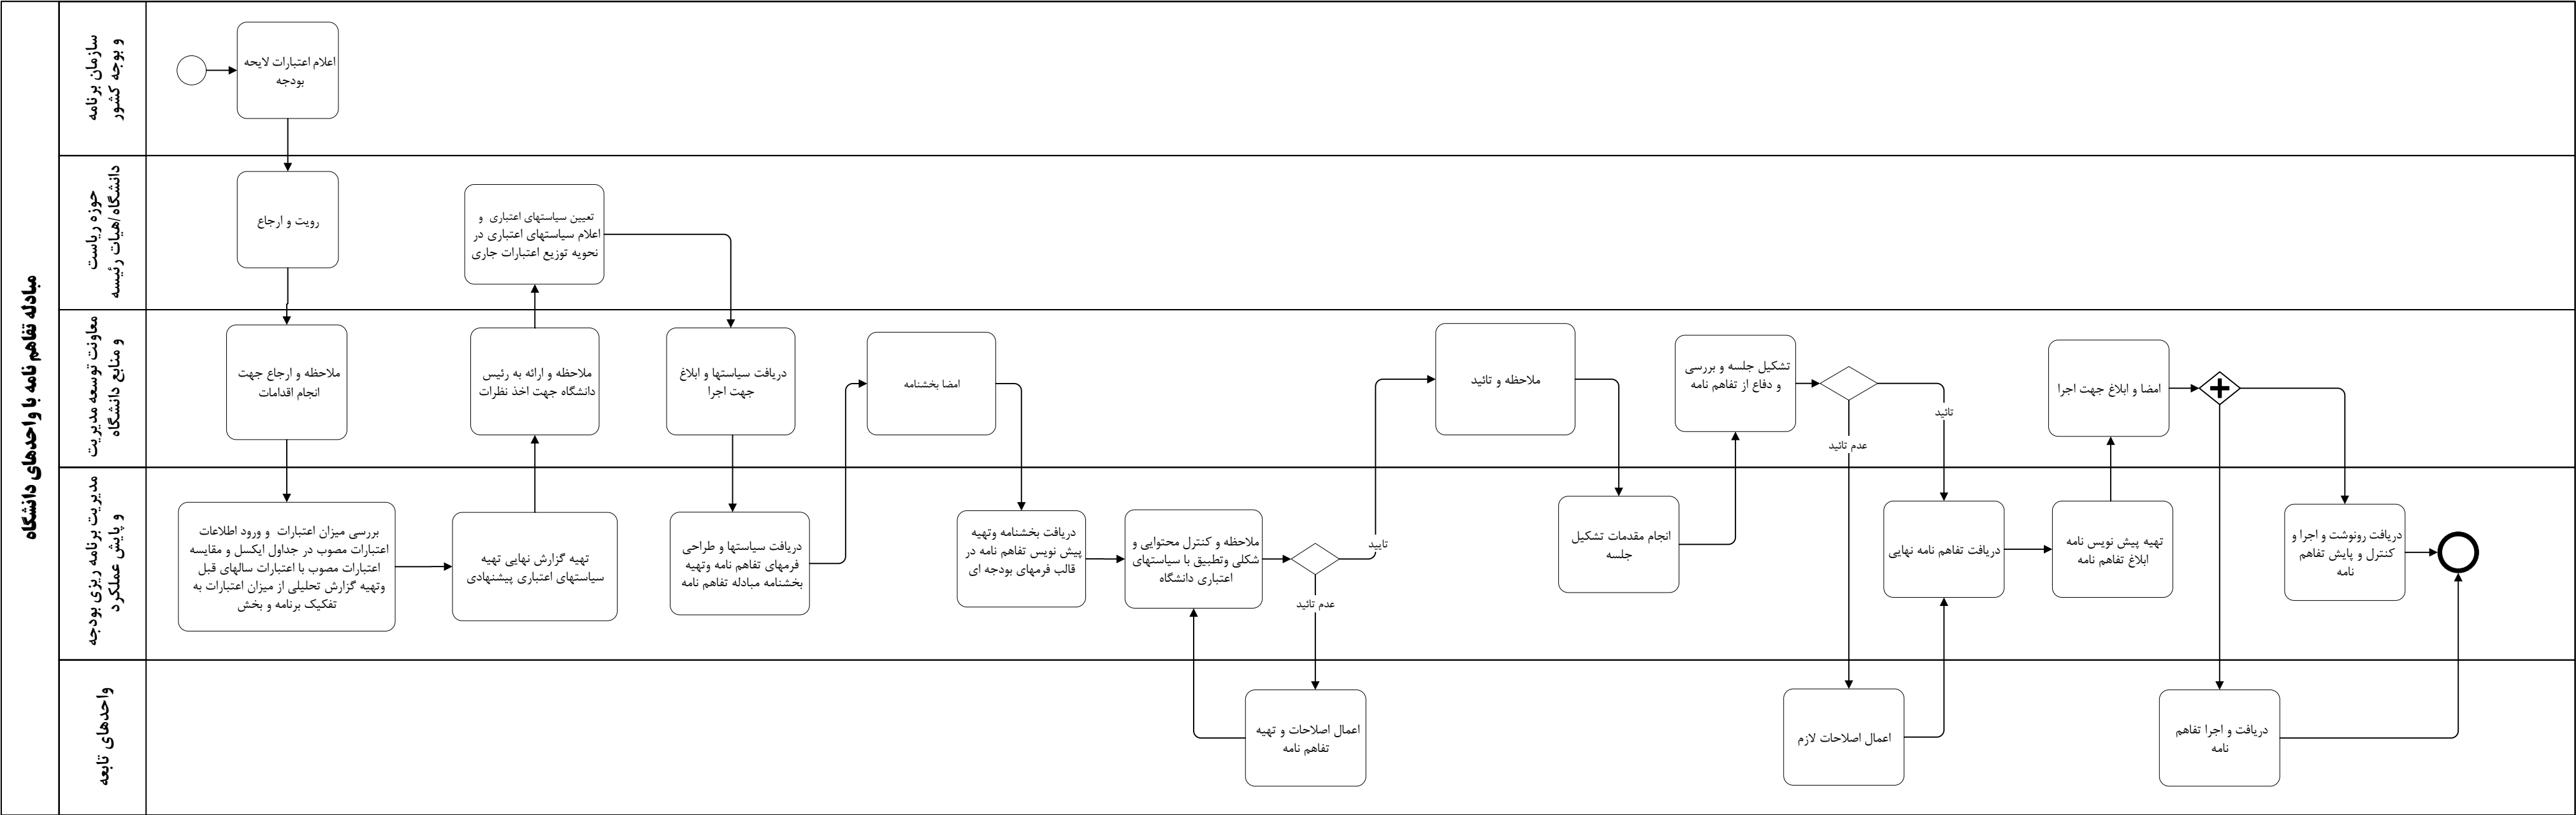 مبادله تفاهم نامه با واحدهای دانشگاه
سازمان برنامه
و بوجه کشور
اعلام اعتبارات لایحه
بودجه
حوزه ریاست
دانشگاه/هیات رئیسه
رویت و ارجاع
تعیین سیاستهای اعتباری و
اعلام سیاستهای اعتباری در
نحویه توزیع اعتبارات جاری
معاونت توسعه مدیریت
و منابع دانشگاه
ملاحظه و ارجاع جهت
انجام اقدامات
ملاحظه و ارائه به رئیس
دانشگاه جهت اخذ نظرات
دریافت سیاستها و ابلاغ
جهت اجرا
امضا بخشنامه
ملاحظه و تائید
تشکیل جلسه و بررسی
و دفاع از تفاهم نامه
تائید
عدم تائید
امضا و ابلاغ جهت اجرا
مدیریت برنامه ریزی بودجه
و پایش عملکرد
بررسی میزان اعتبارات و ورود اطلاعات
اعتبارات مصوب در جداول ایکسل و مقایسه
اعتبارات مصوب با اعتبارات سالهای قبل
وتهیه گزارش تحلیلی از میزان اعتبارات به
تفکیک برنامه و بخش
تهیه گزارش نهایی تهیه
سیاستهای اعتباری پیشنهادی
دریافت سیاستها و طراحی
فرمهای تفاهم نامه وتهیه
بخشنامه مبادله تفاهم نامه
دریافت بخشنامه وتهیه
پیش نویس تفاهم نامه در
قالب فرمهای بودجه ای
ملاحظه و کنترل محتوایی و
شکلی وتطبیق با سیاستهای
اعتباری دانشگاه
تایید
عدم تائید
انجام مقدمات تشکیل
جلسه
دریافت تفاهم نامه نهایی
تهیه پیش نویس نامه
ابلاغ تفاهم نامه
دریافت رونوشت و اجرا و
کنترل و پایش تفاهم
نامه
واحدهای تابعه
اعمال اصلاحات و تهیه
تفاهم نامه
اعمال اصلاحات لازم
دریافت و اجرا تفاهم
نامه